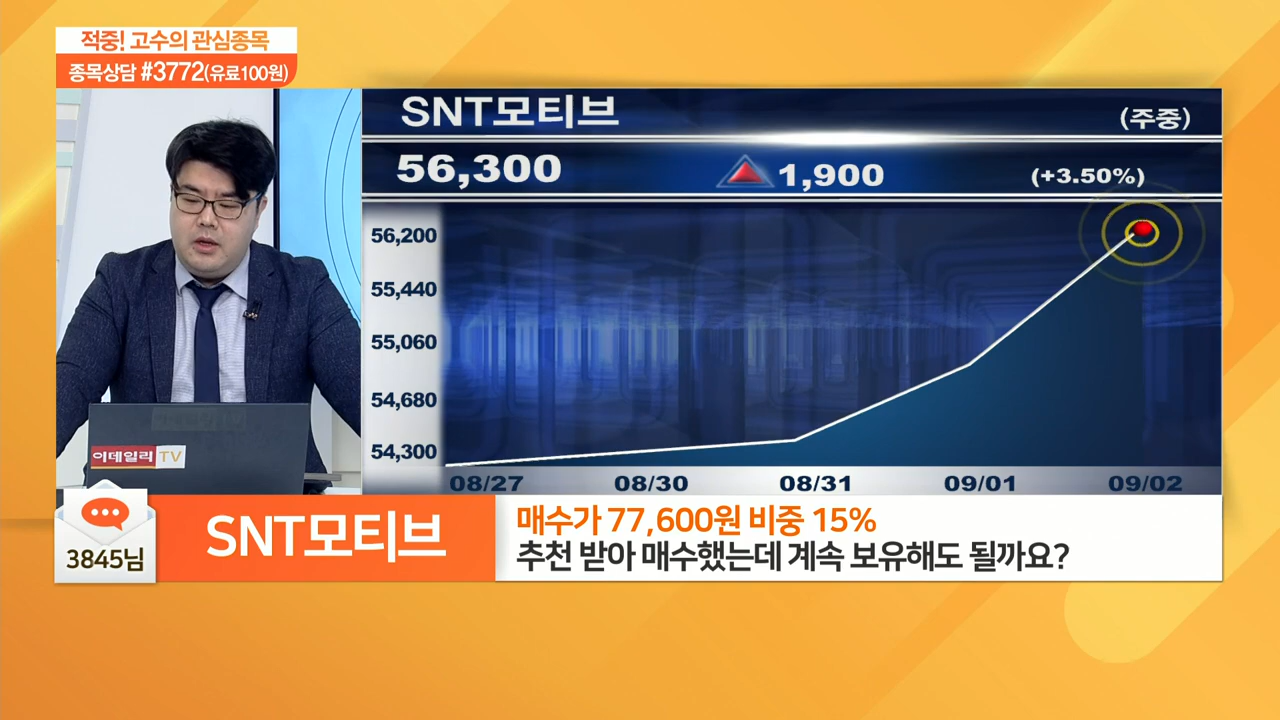 적중! 고수의 관심종목
종목상담 #3772(유료100원)
SNT모티브
(주중)
56,300 1,900 (+3.50%)
56,200
55,440
55,060
54,680
54,300
08/27 08/30 08/31 09/01 09/02
이데일리TV
3845님
SNT모티브
매수가 77,600원 비중 15%
추천 받아 매수했는데 계속 보유해도 될까요?